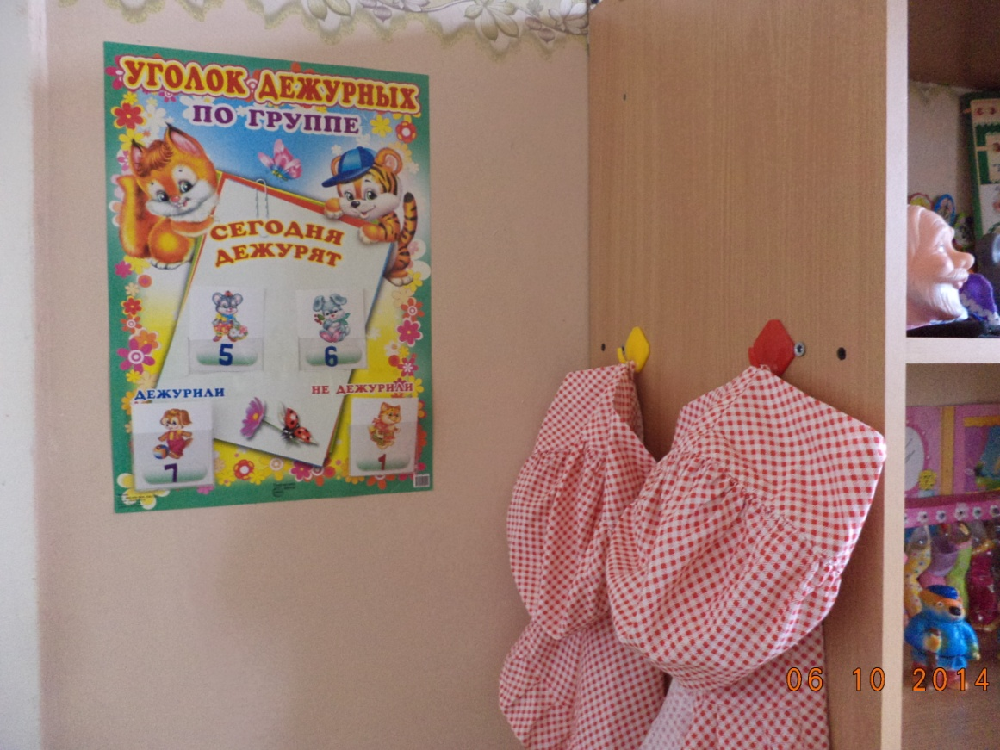 УГОЛОК ДЕЖУРНЫХ
ПО ГРУППЕ
СЕГОДНЯ
ДЕЖУРЯТ
5
6
ДЕЖУРИЛИ
НЕ ДЕЖУРИЛИ
7
1
06 10 2014